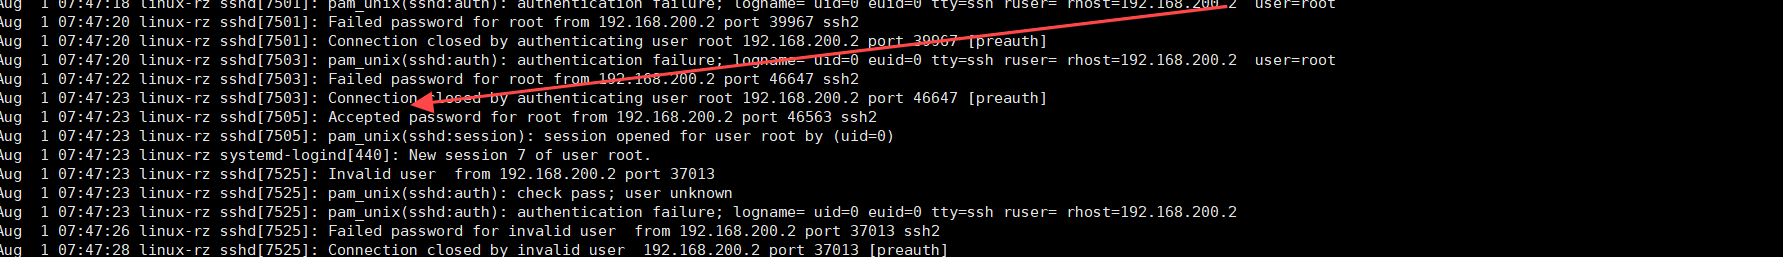 Aug  1 07:47:18 linux-rz sshd[7501]: pam_unix(sshd:auth): authentication failure; logname= uid=0 euid=0 tty=ssh ruser= rhost=192.168.200.2  user=root
Aug  1 07:47:20 linux-rz sshd[7501]: Failed password for root from 192.168.200.2 port 39967 ssh2
Aug  1 07:47:20 linux-rz sshd[7501]: Connection closed by authenticating user root 192.168.200.2 port 39967 [preauth]
Aug  1 07:47:20 linux-rz sshd[7503]: pam_unix(sshd:auth): authentication failure; logname= uid=0 euid=0 tty=ssh ruser= rhost=192.168.200.2  user=root
Aug  1 07:47:22 linux-rz sshd[7503]: Failed password for root from 192.168.200.2 port 46647 ssh2
Aug  1 07:47:23 linux-rz sshd[7503]: Connection closed by authenticating user root 192.168.200.2 port 46647 [preauth]
Aug  1 07:47:23 linux-rz sshd[7505]: Accepted password for root from 192.168.200.2 port 46563 ssh2
Aug  1 07:47:23 linux-rz sshd[7505]: pam_unix(sshd:session): session opened for user root by (uid=0)
Aug  1 07:47:23 linux-rz systemd-logind[440]: New session 7 of user root.
Aug  1 07:47:23 linux-rz sshd[7525]: Invalid user  from 192.168.200.2 port 37013
Aug  1 07:47:23 linux-rz sshd[7525]: pam_unix(sshd:auth): check pass; user unknown
Aug  1 07:47:23 linux-rz sshd[7525]: pam_unix(sshd:auth): authentication failure; logname= uid=0 euid=0 tty=ssh ruser= rhost=192.168.200.2
Aug  1 07:47:26 linux-rz sshd[7525]: Failed password for invalid user  from 192.168.200.2 port 37013 ssh2
Aug  1 07:47:28 linux-rz sshd[7525]: Connection closed by invalid user  192.168.200.2 port 37013 [preauth]